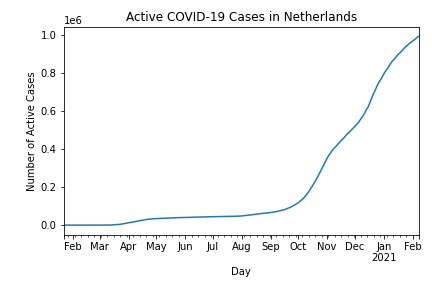 Active COVID-19 Cases in Netherlands
1e6
1.0
0.8
0.6
0.4
0.2
0.0
Number of Active Cases
Feb Mar Apr May Jun Jul Aug Sep Oct Nov Dec Jan Feb
2021
Day